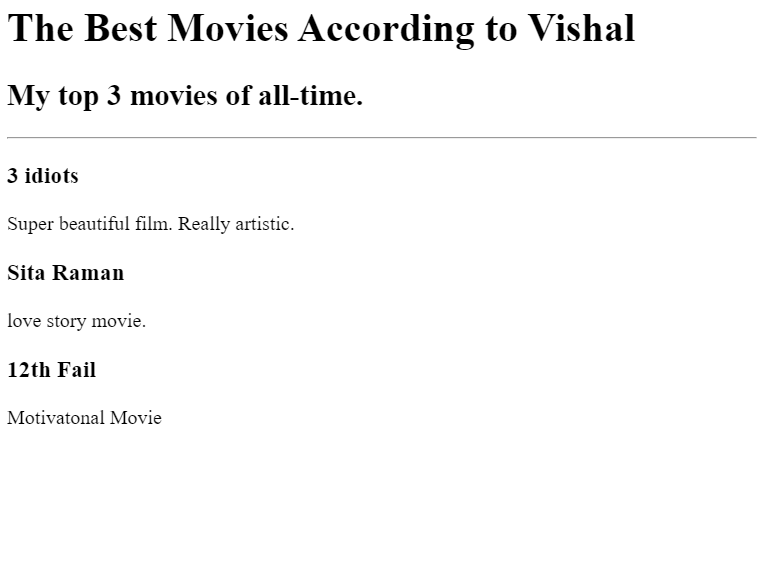 The Best Movies According to Vishal
My top 3 movies of all-time.
3 idiots
Super beautiful film. Really artistic.
Sita Raman
love story movie.
12th Fail
Motivatonal Movie